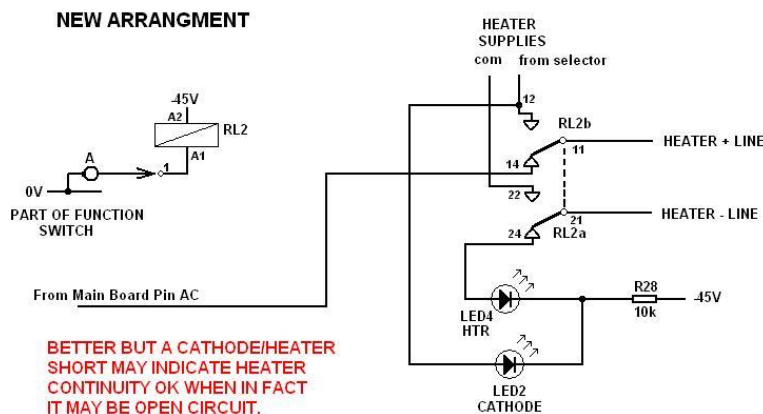 NEW ARRANGMENT
HEATER
SUPPLIES
com from selector
-45V
A2
RL2
A1
A
1
0V
PART OF FUNCTION
SWITCH
12
RL2b
11
HEATER + LINE
14
22
21
HEATER - LINE
24
RL2a
From Main Board Pin AC
R28
-45V
10k
LED4
HTR
LED2
CATHODE
BETTER BUT A CATHODE/HEATER
SHORT MAY INDICATE HEATER
CONTINUITY OK WHEN IN FACT
IT MAY BE OPEN CIRCUIT.